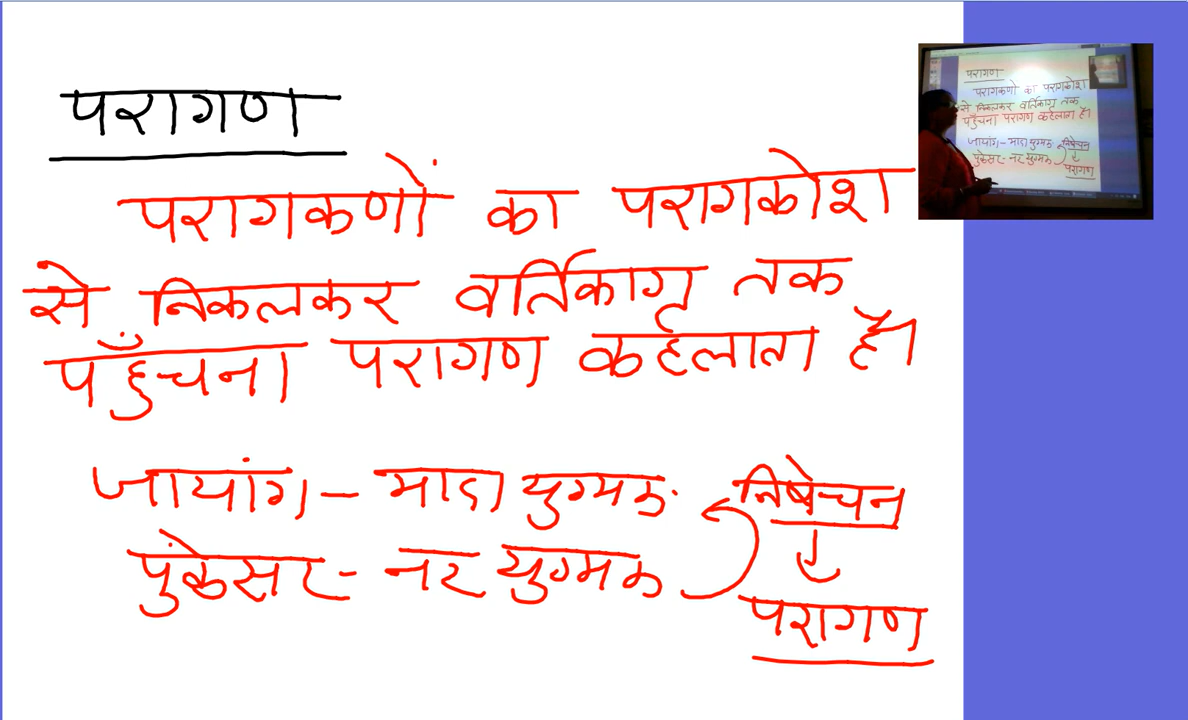 परागण
परागकणों का परागकोश
से निकलकर वर्तिकाग्र तक
पहुँचना परागण कहलाता है।
जायांग - मादा युग्मक
पुंकेसर - नर युग्मक
निषेचन
परागण